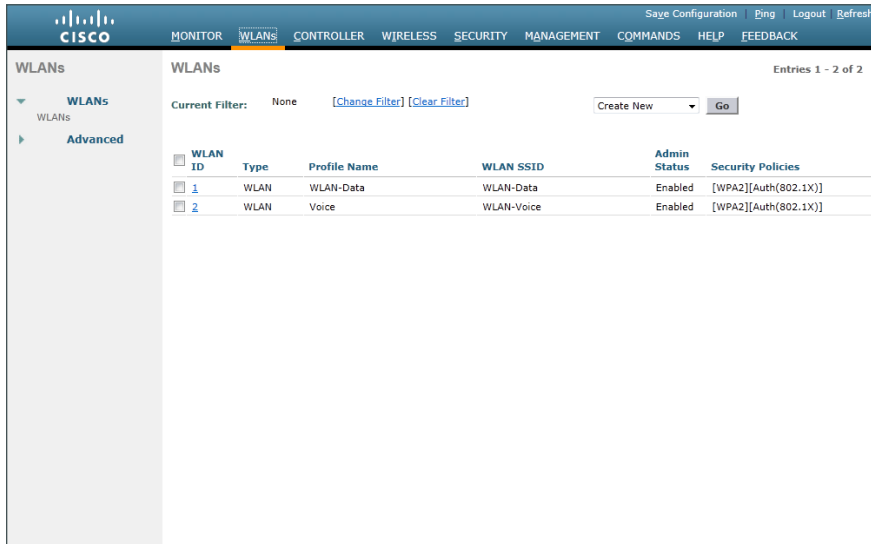 Save Configuration | Ping | Logout | Refresh
CISCO MONITOR WLANs CONTROLLER WIRELESS SECURITY MANAGEMENT COMMANDS HELP FEEDBACK
WLANs
WLANs
WLANs
Advanced
WLANs Entries 1 - 2 of 2
Current Filter: None [Change Filter] [Clear Filter] Create New Go
WLAN ID Type Profile Name WLAN SSID Admin Status Security Policies
1 WLAN WLAN-Data WLAN-Data Enabled [WPA2][Auth(802.1X)]
2 WLAN Voice WLAN-Voice Enabled [WPA2][Auth(802.1X)]